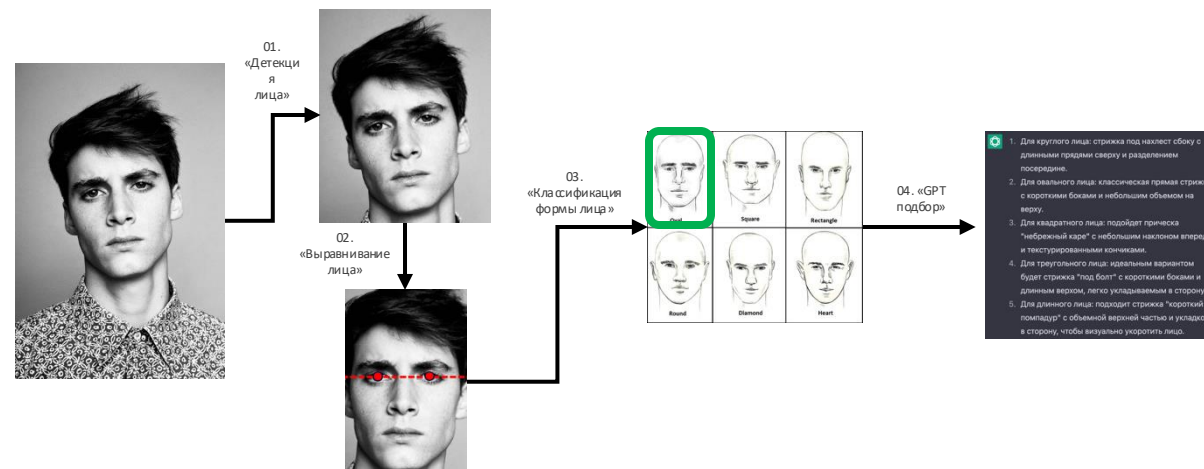 01.
«Детекци
я
лица»
02.
«Выравнивание
лица»
03.
«Классификация
формы лица»
Oval
Square
Rectangle
Round
Diamond
Heart
04. «GPT
подбор»
1. Для круглого лица: стрижка под нахлест сбоку с
длинными прядями сверху и разделением
посередине.
2. Для овального лица: классическая прямая стриж
с короткими боками и небольшим объемом на
верху.
3. Для квадратного лица: подойдет прическа
"небрежный каре" с небольшим наклоном вперед
и текстурированными кончиками.
4. Для треугольного лица: идеальным вариантом
будет стрижка "под болт" с короткими боками и
длинным верхом, легко укладываемым в сторону
5. Для длинного лица: подходит стрижка "короткий
помпадур" с объемной верхней частью и укладко
в сторону, чтобы визуально укоротить лицо.